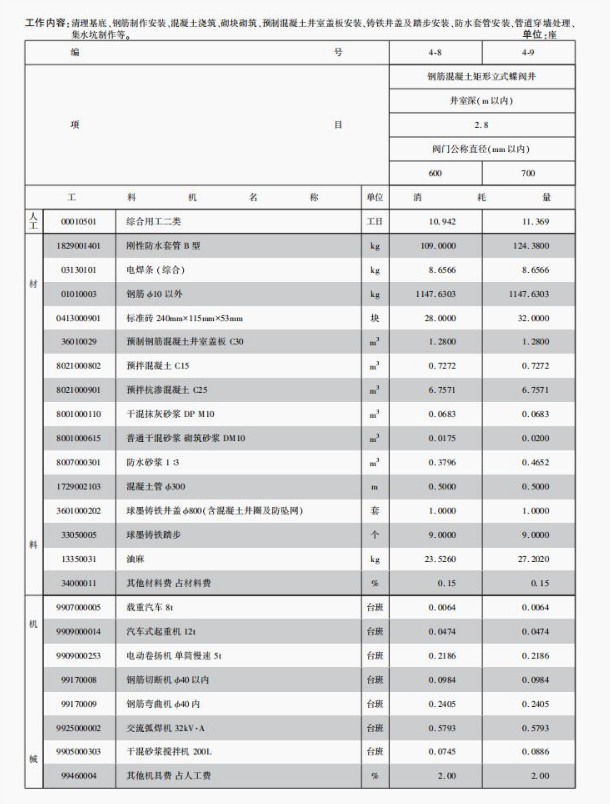 工作内容:清理基底、钢筋制作安装、混凝土浇筑、砌块砌筑、预制混凝土井室盖板安装、铸铁井盖及踏步安装、防水套管安装、管道穿墙处理、
集水坑制作等。 单位:座
编 号 4-8 4-9
项 目 钢筋混凝土矩形立式蝶阀井
井室深(m以内)
2.8
阀门公称直径(mm以内)
600 700
工 料 机 名 称 单位 消 耗 量
人工 00010501 综合用工二类 工日 10.942 11.369
材料 1829001401 刚性防水套管 B 型 kg 109.0000 124.3800
03130101 电焊条 (综合) kg 8.6566 8.6566
01010003 钢筋 ϕ10 以外 kg 1147.6303 1147.6303
0413000901 标准砖 240mm×115mm×53mm 块 28.0000 32.0000
36010029 预制钢筋混凝土井室盖板 C30 m³ 1.2800 1.2800
8021000802 预拌混凝土 C15 m³ 0.7272 0.7272
8021000901 预拌抗渗混凝土 C25 m³ 6.7571 6.7571
8001000110 干混抹灰砂浆 DP M10 m³ 0.0683 0.0683
8001000615 普通干混砂浆 砌筑砂浆 DM10 m³ 0.0175 0.0200
8007000301 防水砂浆 1:3 m³ 0.3796 0.4652
1729002103 混凝土管 ϕ300 m 0.5000 0.5000
3601000202 球墨铸铁井盖 ϕ800(含混凝土井圈及防坠网) 套 1.0000 1.0000
33050005 球墨铸铁踏步 个 9.0000 9.0000
13350031 油麻 kg 23.5260 27.2020
34000011 其他材料费 占材料费 % 0.15 0.15
机械 9907000005 载重汽车 8t 台班 0.0064 0.0064
9909000014 汽车式起重机 12t 台班 0.0474 0.0474
9909000253 电动卷扬机 单筒慢速 5t 台班 0.2186 0.2186
99170008 钢筋切断机 ϕ40 以内 台班 0.0984 0.0984
99170009 钢筋弯曲机 ϕ40 内 台班 0.2405 0.2405
9925000002 交流弧焊机 32kV·A 台班 0.5793 0.5793
9905000303 干混砂浆搅拌机 200L 台班 0.0745 0.0886
99460004 其他机具费 占人工费 % 2.00 2.00